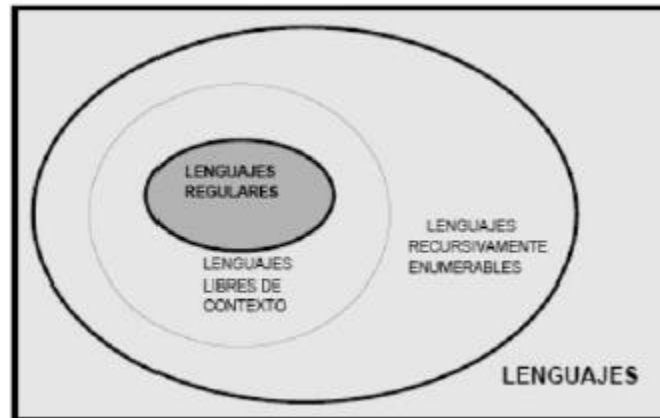 LENGUAJES
REGULARES
LENGUAJES
LIBRES DE
CONTEXTO
LENGUAJES
RECURSIVAMENTE
ENUMERABLES
LENGUAJES